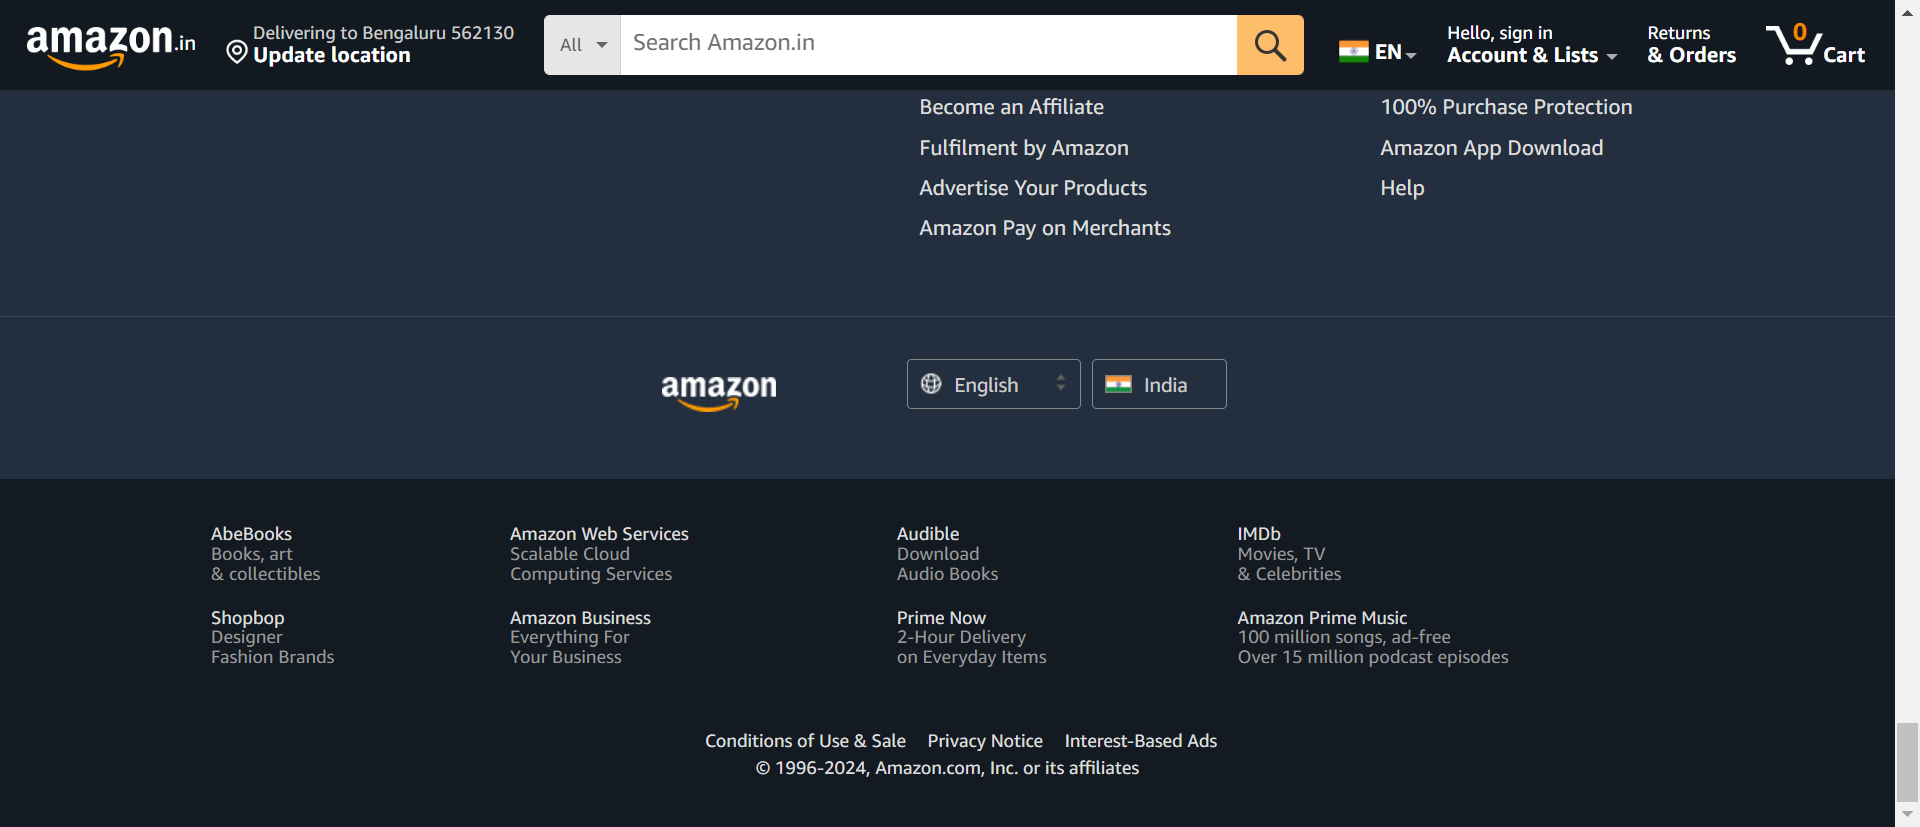 amazon.in
Delivering to Bengaluru 562130
Update location
All
Search Amazon.in
EN
Hello, sign in
Account & Lists
Returns
& Orders
0
Cart
Become an Affiliate
Fulfilment by Amazon
Advertise Your Products
Amazon Pay on Merchants
100% Purchase Protection
Amazon App Download
Help
amazon
English
India
AbeBooks
Books, art
& collectibles
Amazon Web Services
Scalable Cloud
Computing Services
Audible
Download
Audio Books
IMDb
Movies, TV
& Celebrities
Shopbop
Designer
Fashion Brands
Amazon Business
Everything For
Your Business
Prime Now
2-Hour Delivery
on Everyday Items
Amazon Prime Music
100 million songs, ad-free
Over 15 million podcast episodes
Conditions of Use & Sale Privacy Notice Interest-Based Ads
© 1996-2024, Amazon.com, Inc. or its affiliates